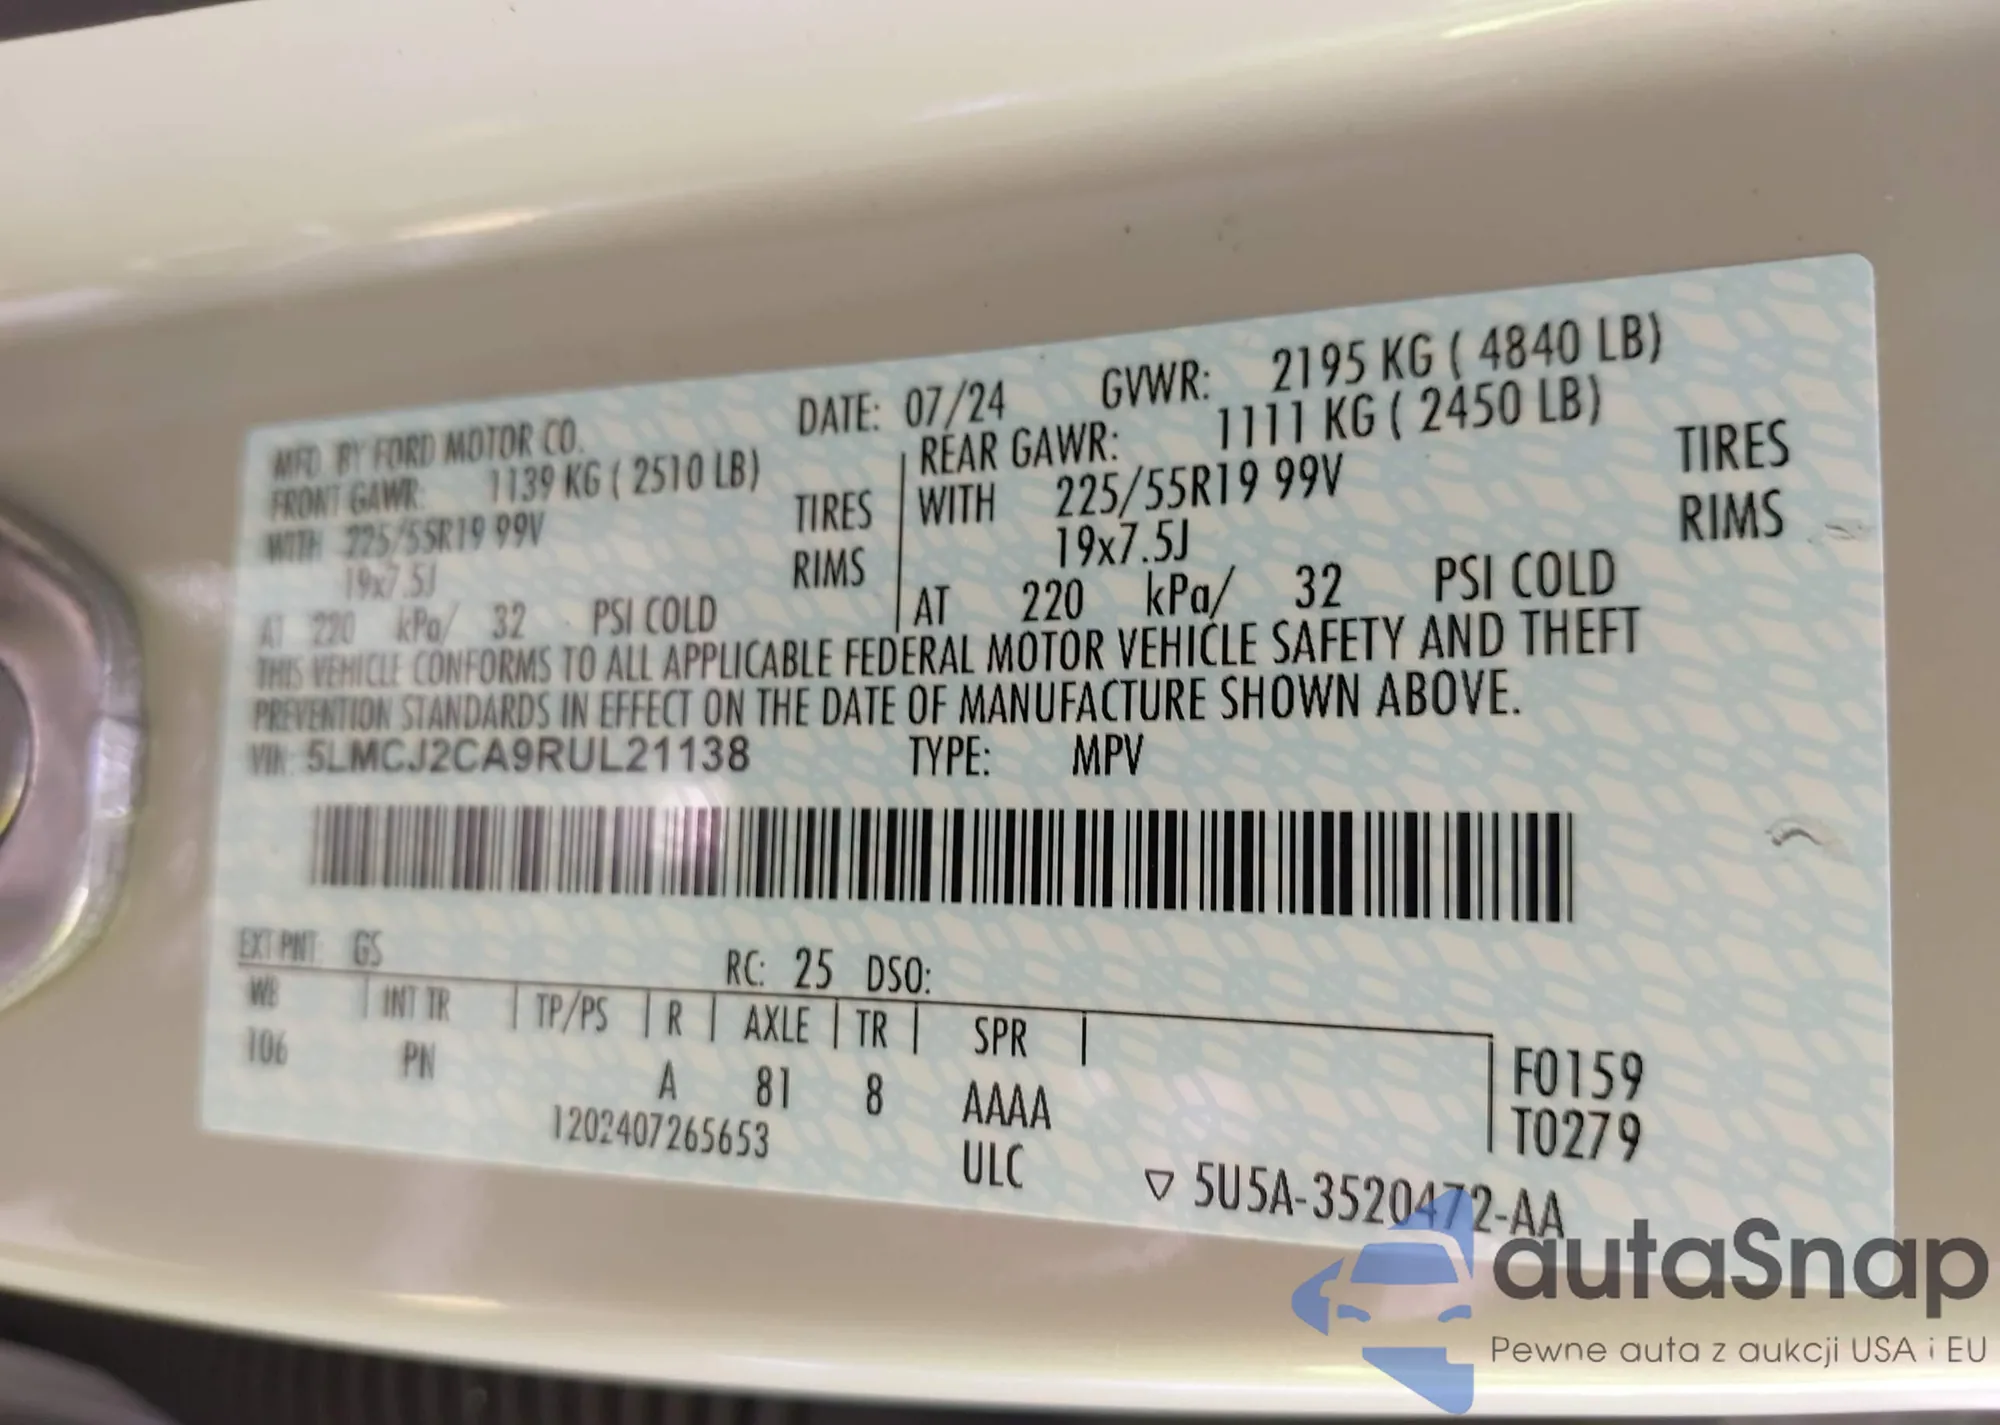 MFD. BY FORD MOTOR CO. DATE: 07/24 GVWR: 2195 KG ( 4840 LB)
FRONT GAWR: 1139 KG ( 2510 LB) REAR GAWR: 1111 KG ( 2450 LB)
WITH 225/55R19 99V TIRES WITH 225/55R19 99V TIRES
19x7.5J RIMS 19x7.5J RIMS
AT 220 kPa/ 32 PSI COLD AT 220 kPa/ 32 PSI COLD
THIS VEHICLE CONFORMS TO ALL APPLICABLE FEDERAL MOTOR VEHICLE SAFETY AND THEFT
PREVENTION STANDARDS IN EFFECT ON THE DATE OF MANUFACTURE SHOWN ABOVE.
VIN: 5LMCJ2CA9RUL21138 TYPE: MPV
EXT PNT: GS RC: 25 DSO:
WB INT TR TP/PS R AXLE TR SPR
106 PN A 81 8 AAAA F0159
1202407265653 ULC T0279
▽ 5U5A-3520472-AA
autaSnap
Pewne auta z aukcji USA i EU